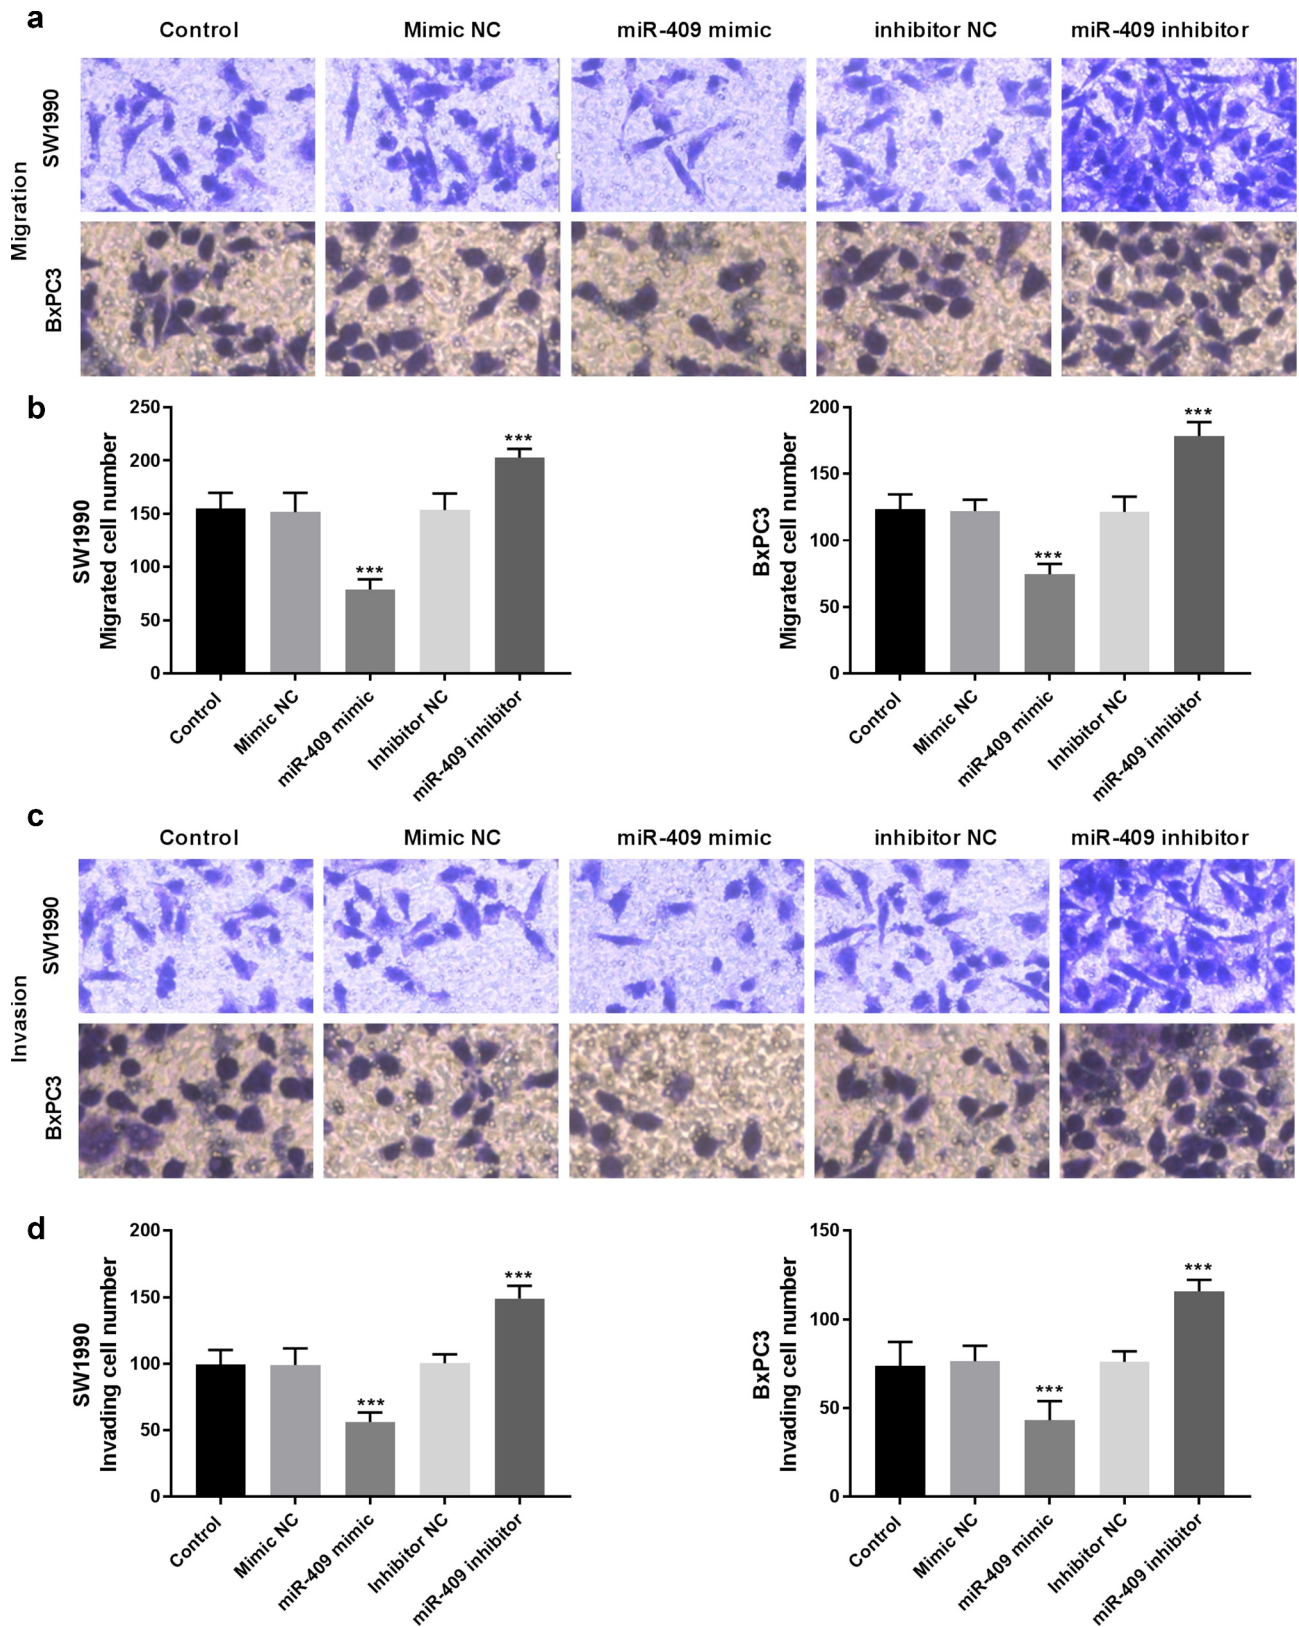 a
Control Mimic NC miR-409 mimic inhibitor NC miR-409 inhibitor
Migration
SW1990
BxPC3
b
SW1990
Migrated cell number
250
200
150
100
50
0
***
***
Control
Mimic NC
miR-409 mimic
Inhibitor NC
miR-409 inhibitor
BxPC3
Migrated cell number
200
150
100
50
0
***
***
Control
Mimic NC
miR-409 mimic
Inhibitor NC
miR-409 inhibitor
c
Control Mimic NC miR-409 mimic inhibitor NC miR-409 inhibitor
Invasion
SW1990
BxPC3
d
SW1990
Invading cell number
200
150
100
50
0
***
***
Control
Mimic NC
miR-409 mimic
Inhibitor NC
miR-409 inhibitor
BxPC3
Invading cell number
150
100
50
0
***
***
Control
Mimic NC
miR-409 mimic
Inhibitor NC
miR-409 inhibitor